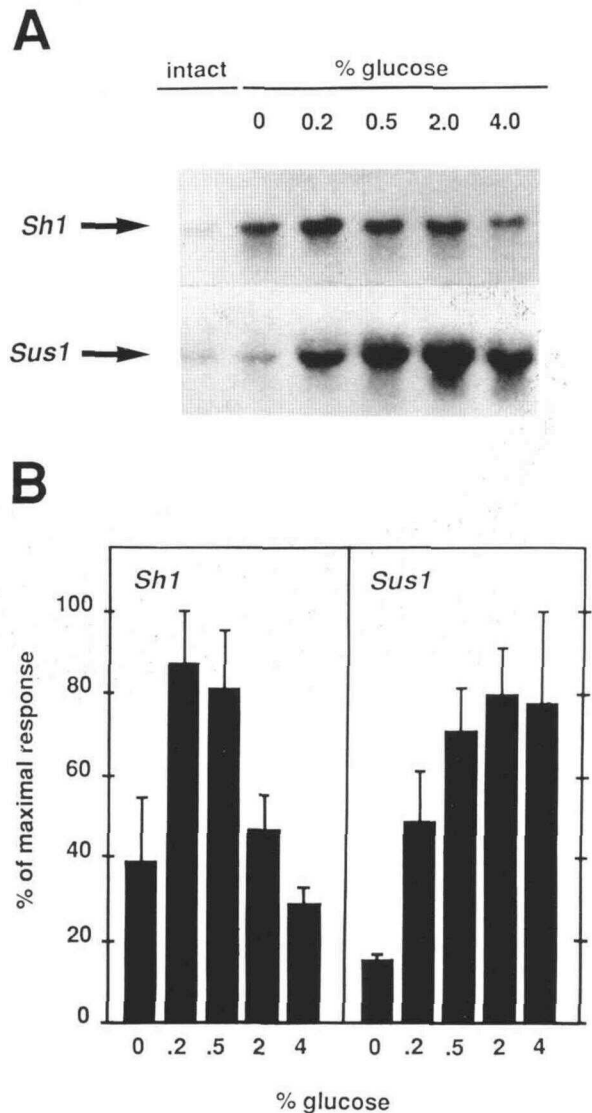 A
intact % glucose
0 0.2 0.5 2.0 4.0
Sh1
Sus1
B
Sh1 Sus1
% of maximal response
100
80
60
40
20
0
0 .2 .5 2 4 0 .2 .5 2 4
% glucose